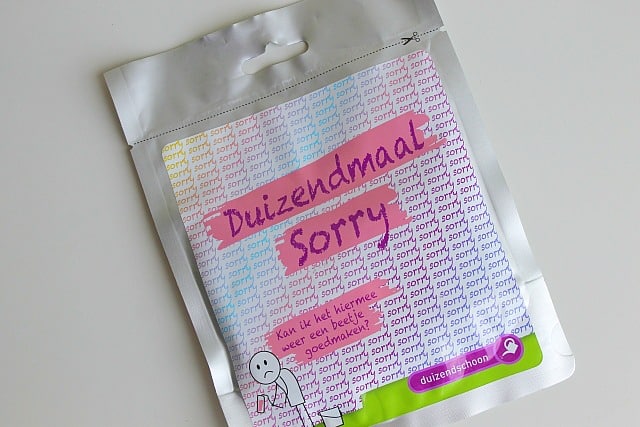 Duizendmaal
Sorry
Kan ik het hiermee
weer een beetje
goedmaken?
duizendschoon